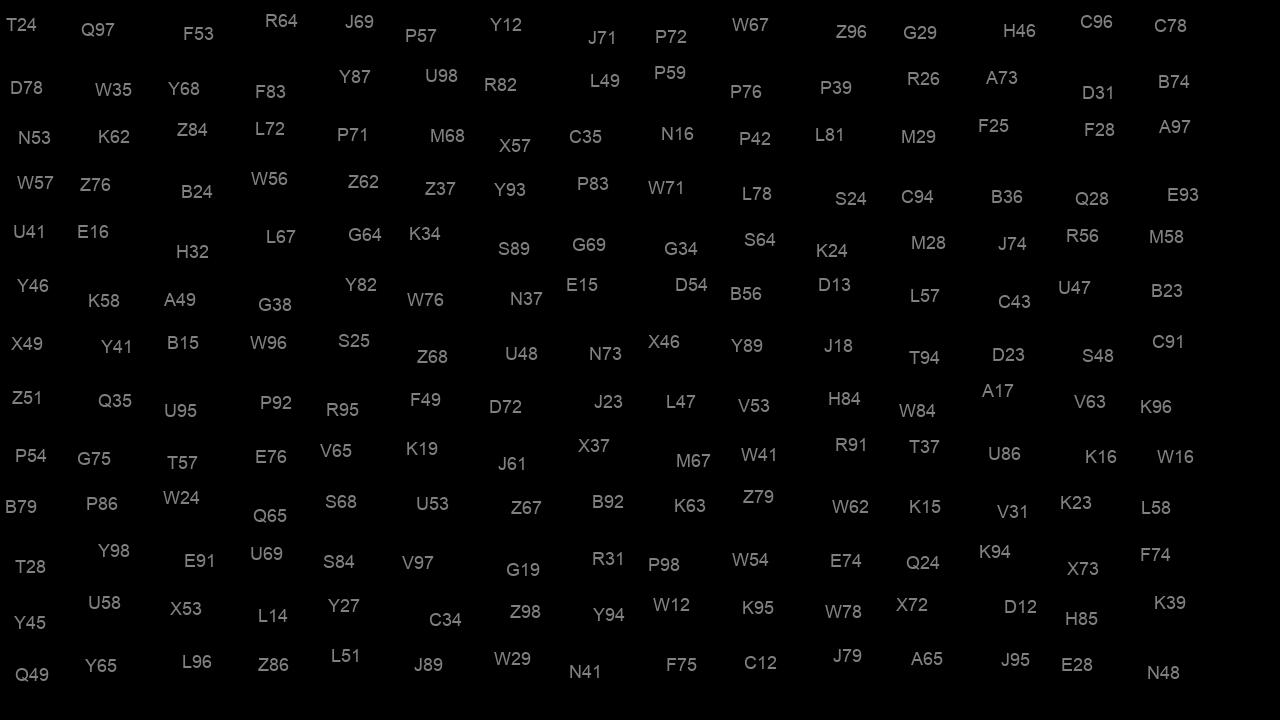 T24 Q97 F53 R64 J69 P57 Y12 J71 P72 W67 Z96 G29 H46 C96 C78
D78 W35 Y68 F83 Y87 U98 R82 L49 P59 P76 P39 R26 A73 D31 B74
N53 K62 Z84 L72 P71 M68 X57 C35 N16 P42 L81 M29 F25 F28 A97
W57 Z76 B24 W56 Z62 Z37 Y93 P83 W71 L78 S24 C94 B36 Q28 E93
U41 E16 H32 L67 G64 K34 S89 G69 G34 S64 K24 M28 J74 R56 M58
Y46 K58 A49 G38 Y82 W76 N37 E15 D54 B56 D13 L57 C43 U47 B23
X49 Y41 B15 W96 S25 Z68 U48 N73 X46 Y89 J18 T94 D23 S48 C91
Z51 Q35 U95 P92 R95 F49 D72 J23 L47 V53 H84 W84 A17 V63 K96
P54 G75 T57 E76 V65 K19 J61 X37 M67 W41 R91 T37 U86 K16 W16
B79 P86 W24 Q65 S68 U53 Z67 B92 K63 Z79 W62 K15 V31 K23 L58
T28 Y98 E91 U69 S84 V97 G19 R31 P98 W54 E74 Q24 K94 X73 F74
Y45 U58 X53 L14 Y27 C34 Z98 Y94 W12 K95 W78 X72 D12 H85 K39
Q49 Y65 L96 Z86 L51 J89 W29 N41 F75 C12 J79 A65 J95 E28 N48